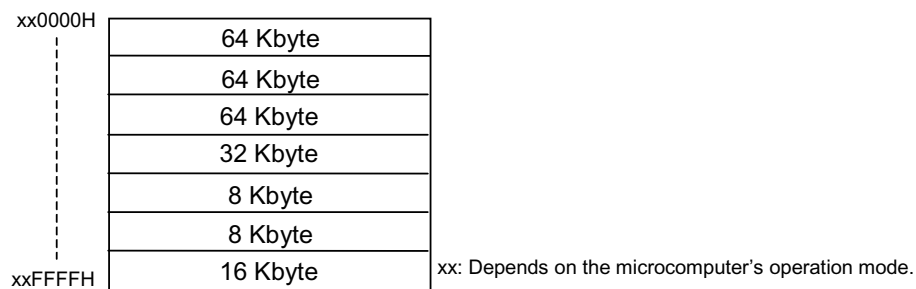 xx0000H
64 Kbyte
64 Kbyte
64 Kbyte
32 Kbyte
8 Kbyte
8 Kbyte
16 Kbyte
xxFFFFH
xx: Depends on the microcomputer’s operation mode.